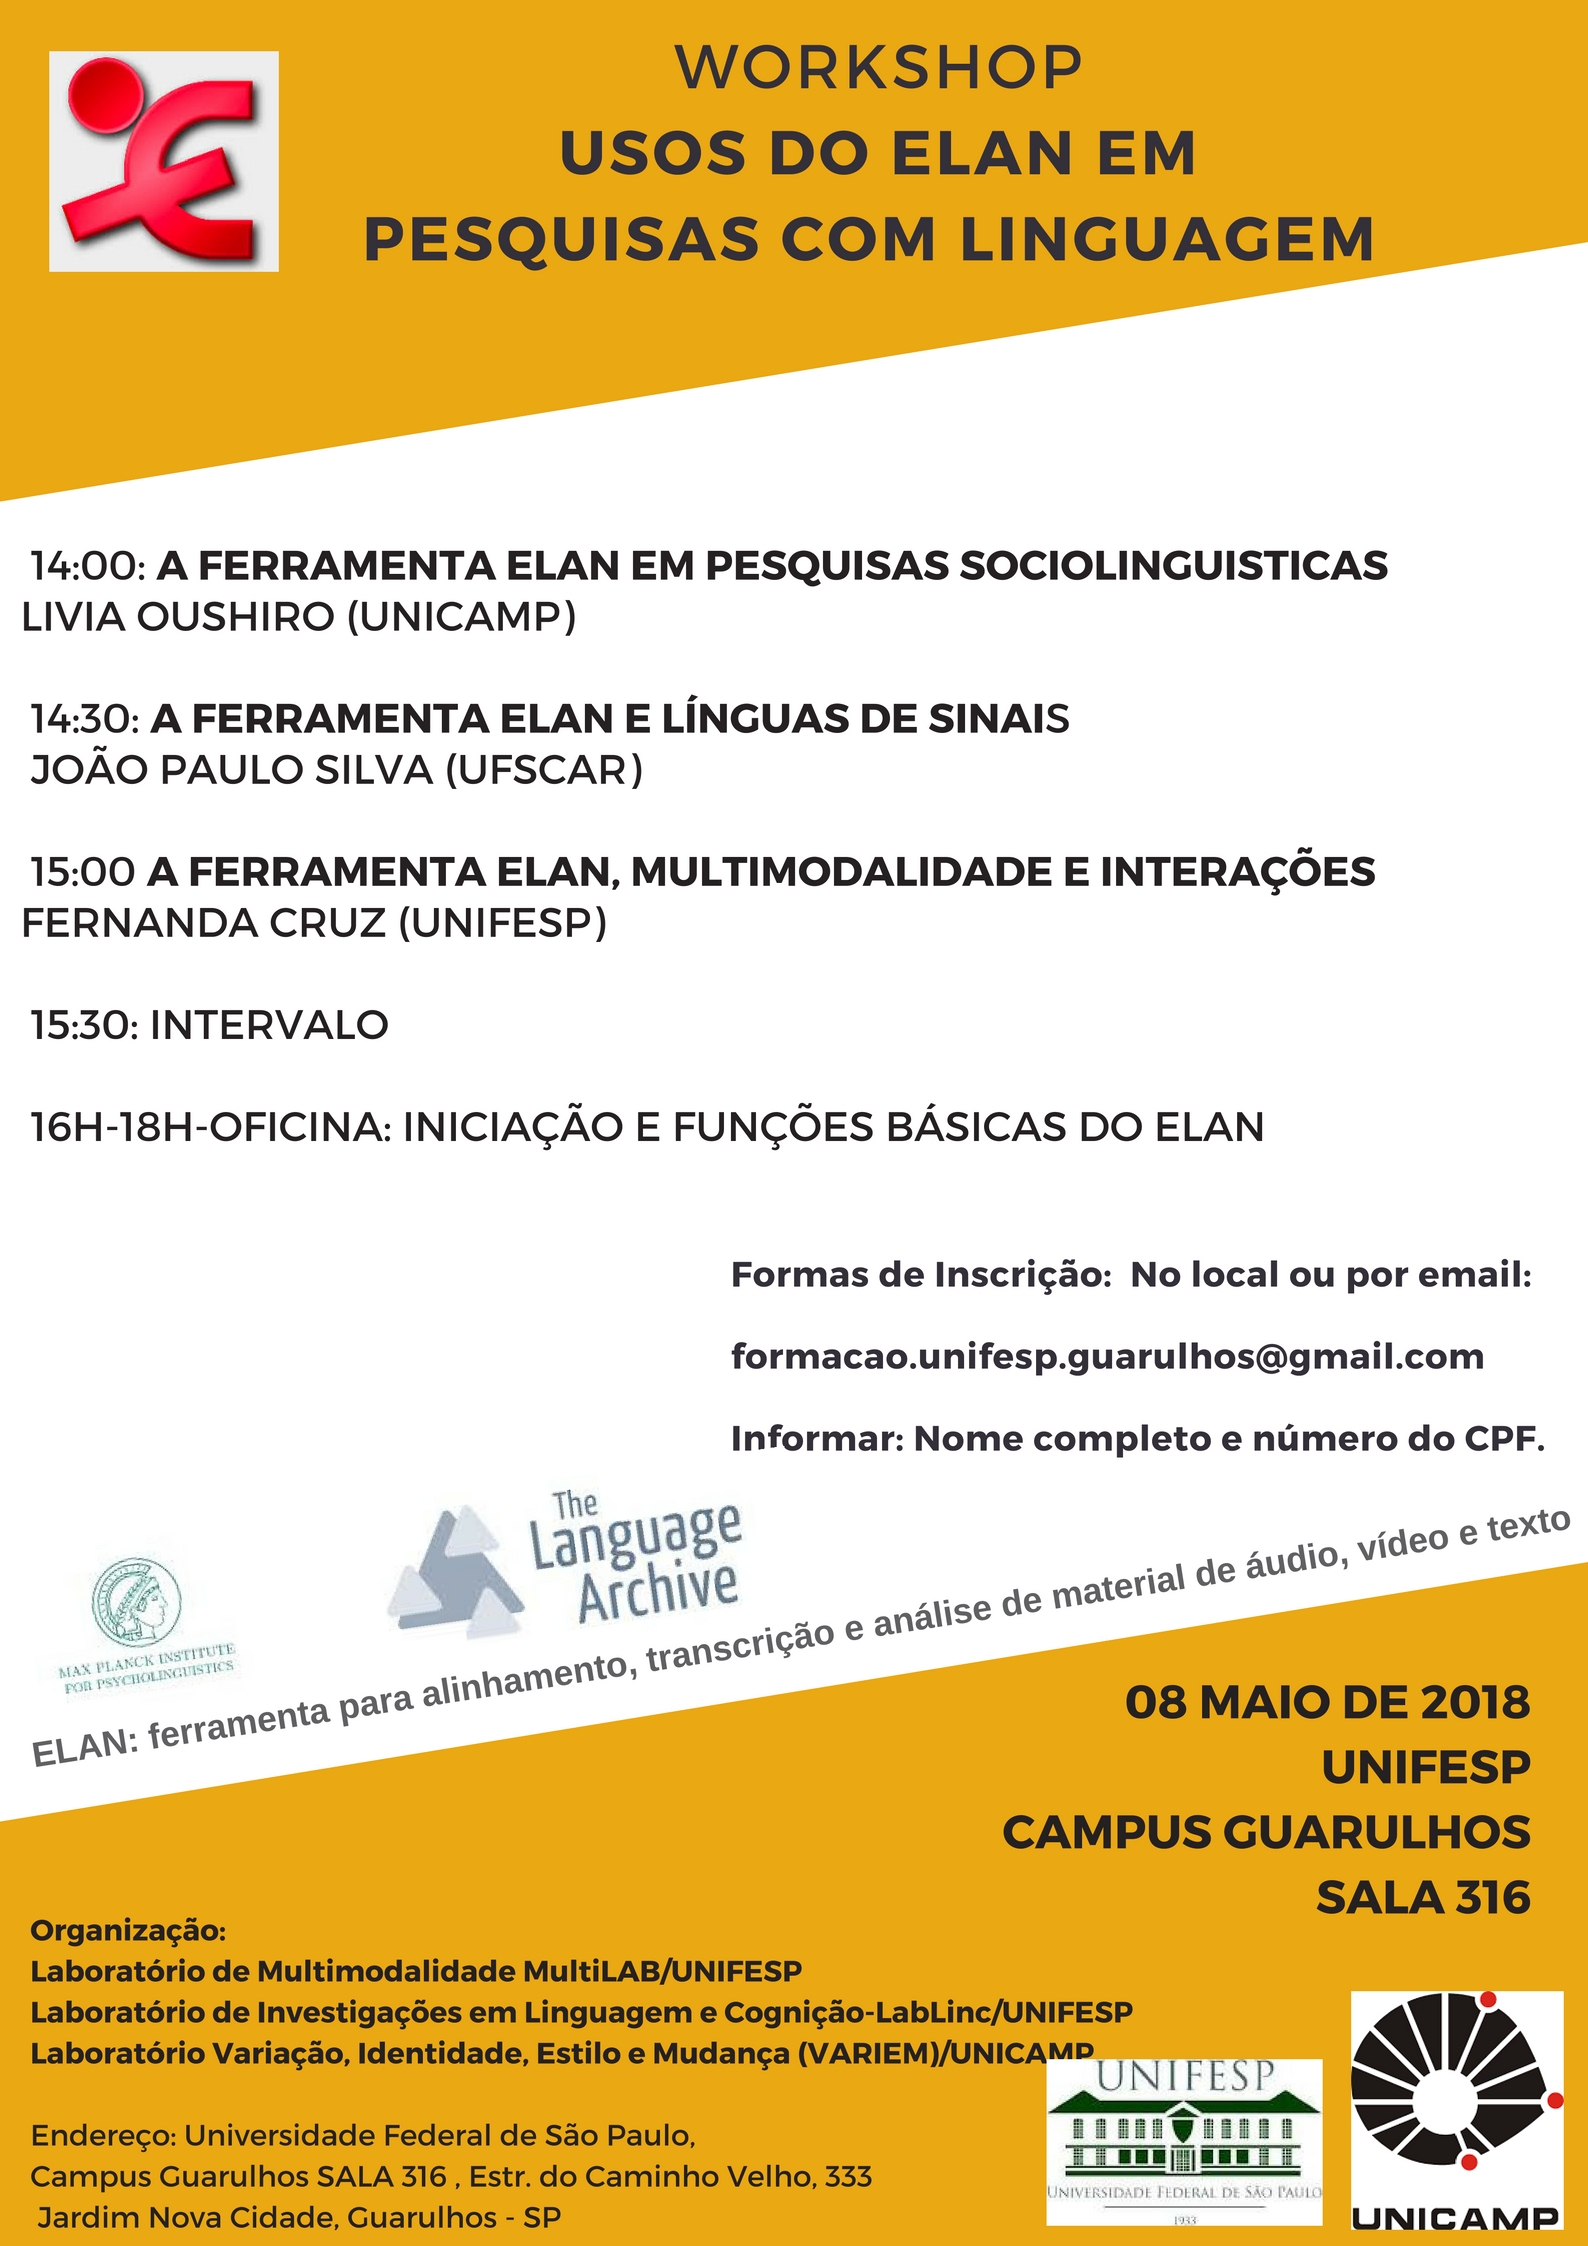 WORKSHOP
USOS DO ELAN EM
PESQUISAS COM LINGUAGEM
14:00: A FERRAMENTA ELAN EM PESQUISAS SOCIOLINGUISTICAS
LIVIA OUSHIRO (UNICAMP)
14:30: A FERRAMENTA ELAN E LÍNGUAS DE SINAIS
JOÃO PAULO SILVA (UFSCAR)
15:00 A FERRAMENTA ELAN, MULTIMODALIDADE E INTERAÇÕES
FERNANDA CRUZ (UNIFESP)
15:30: INTERVALO
16H-18H-OFICINA: INICIAÇÃO E FUNÇÕES BÁSICAS DO ELAN
Formas de Inscrição: No local ou por email:
formacao.unifesp.guarulhos@gmail.com
Informar: Nome completo e número do CPF.
The
Language
Archive
MAX PLANCK INSTITUTE
FOR PSYCHOLINGUISTICS
ELAN: ferramenta para alinhamento, transcrição e análise de material de áudio, vídeo e texto
08 MAIO DE 2018
UNIFESP
CAMPUS GUARULHOS
SALA 316
Organização:
Laboratório de Multimodalidade MultiLAB/UNIFESP
Laboratório de Investigações em Linguagem e Cognição-LabLinc/UNIFESP
Laboratório Variação, Identidade, Estilo e Mudança (VARIEM)/UNICAMP
Endereço: Universidade Federal de São Paulo,
Campus Guarulhos SALA 316 , Estr. do Caminho Velho, 333
Jardim Nova Cidade, Guarulhos - SP
UNIFESP
UNIVERSIDADE FEDERAL DE SÃO PAULO
1933
UNICAMP